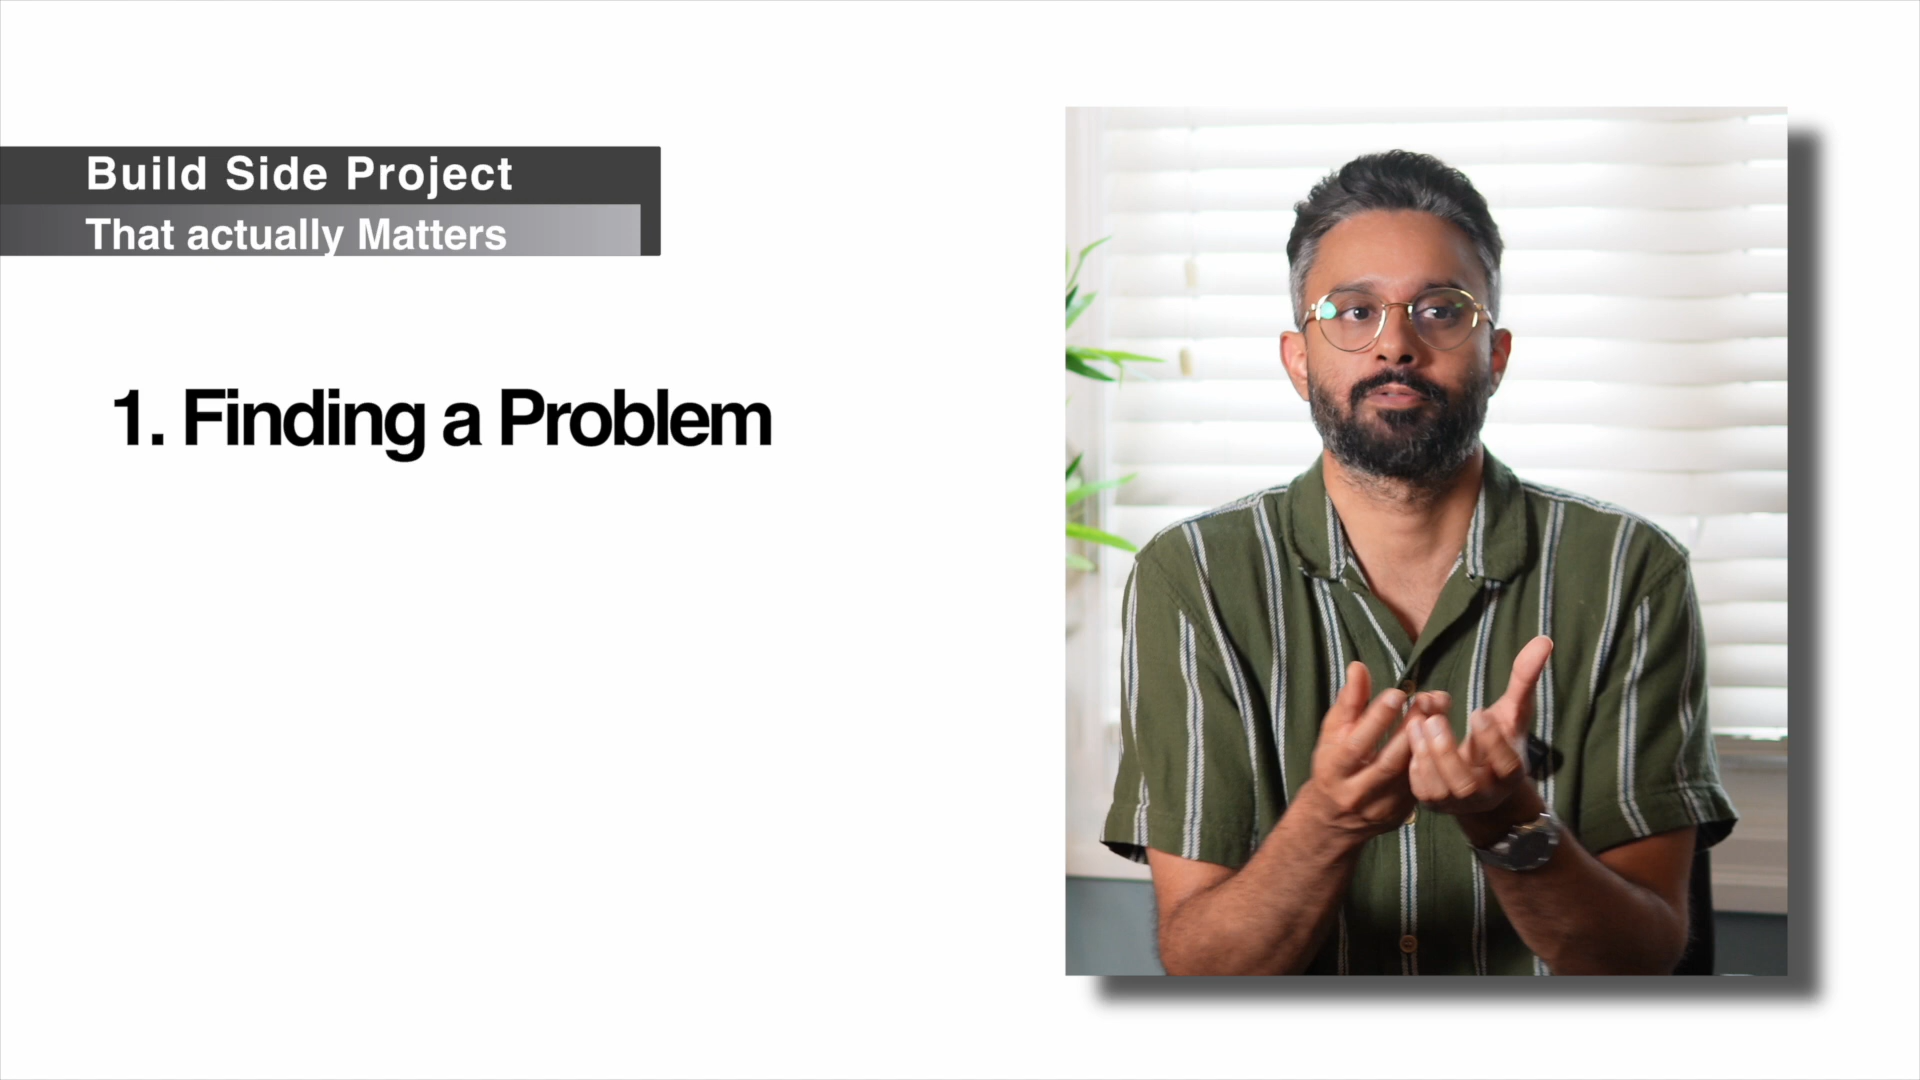 Build Side Project
That actually Matters
1. Finding a Problem